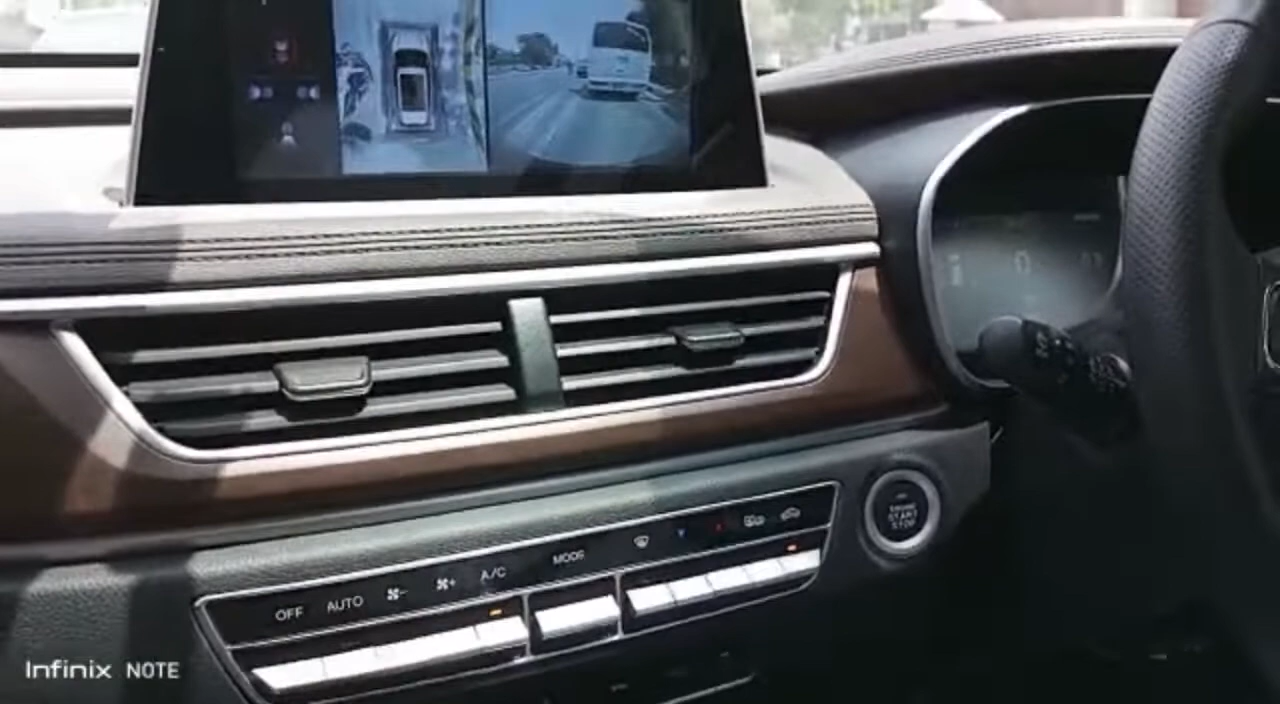 OFF AUTO A/C MODE
ENGINE
START
STOP
Infinix NOTE